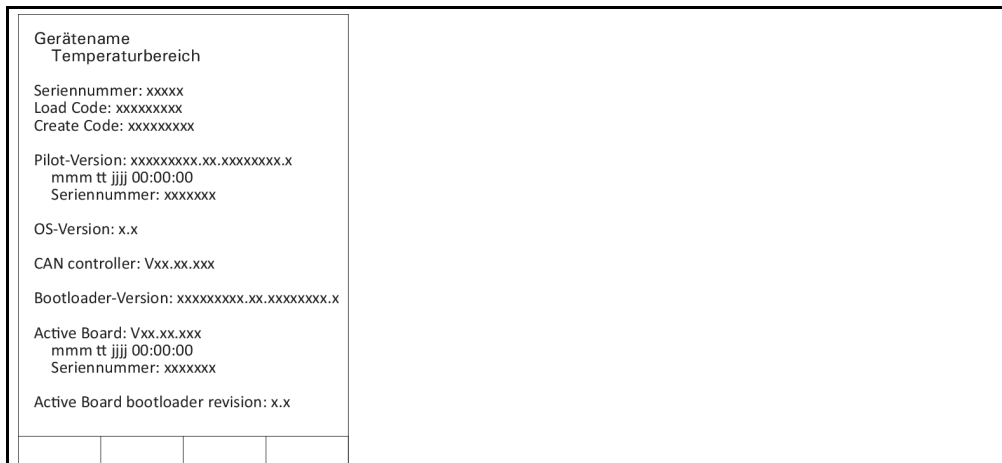 Gerätename
Temperaturbereich
Seriennummer: xxxxx
Load Code: xxxxxxxxx
Create Code: xxxxxxxxx
Pilot-Version: xxxxxxxxx.xx.xxxxxxxx.x
mmm tt jjjj 00:00:00
Seriennummer: xxxxxxx
OS-Version: x.x
CAN controller: Vxx.xx.xxx
Bootloader-Version: xxxxxxxxx.xx.xxxxxxxx.x
Active Board: Vxx.xx.xxx
mmm tt jjjj 00:00:00
Seriennummer: xxxxxxx
Active Board bootloader revision: x.x